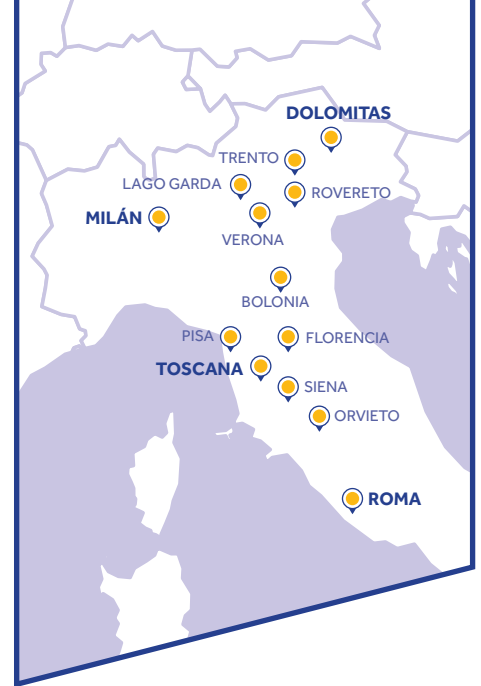 DOLOMITAS
TRENTO
LAGO GARDA
ROVERETO
MILÁN
VERONA
BOLONIA
PISA
FLORENCIA
TOSCANA
SIENA
ORVIETO
ROMA